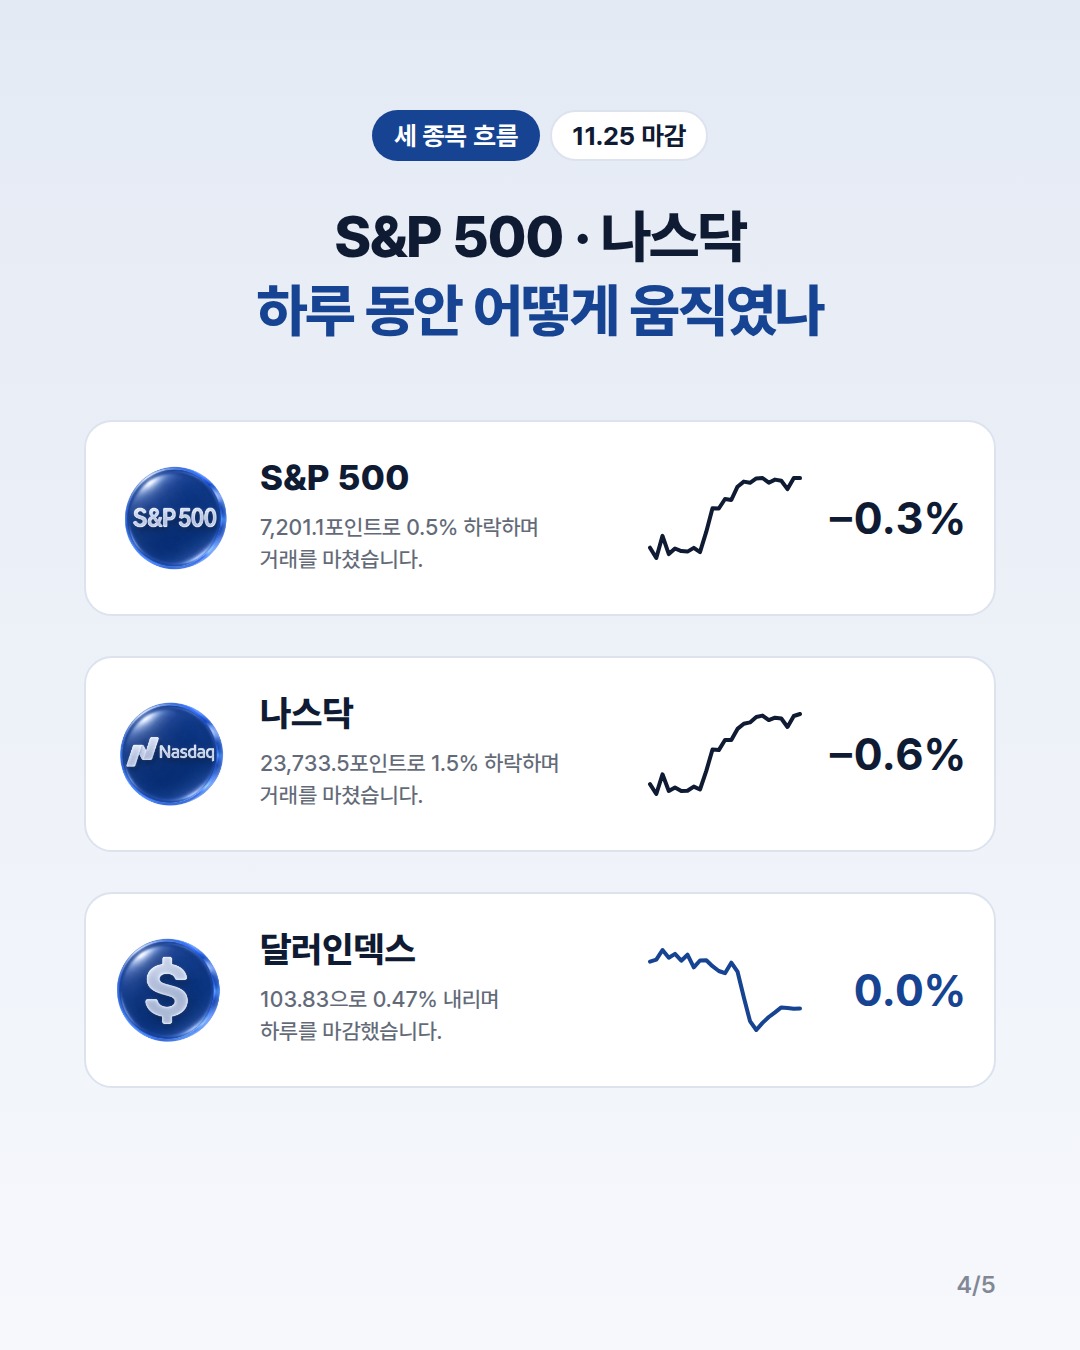 세 종목 흐름
11.25 마감
S&P 500 · 나스닥
하루 동안 어떻게 움직였나
S&P 500
S&P 500
7,201.1포인트로 0.5% 하락하며
거래를 마쳤습니다.
−0.3%
Nasdaq
나스닥
23,733.5포인트로 1.5% 하락하며
거래를 마쳤습니다.
−0.6%
$
달러인덱스
103.83으로 0.47% 내리며
하루를 마감했습니다.
0.0%
4/5